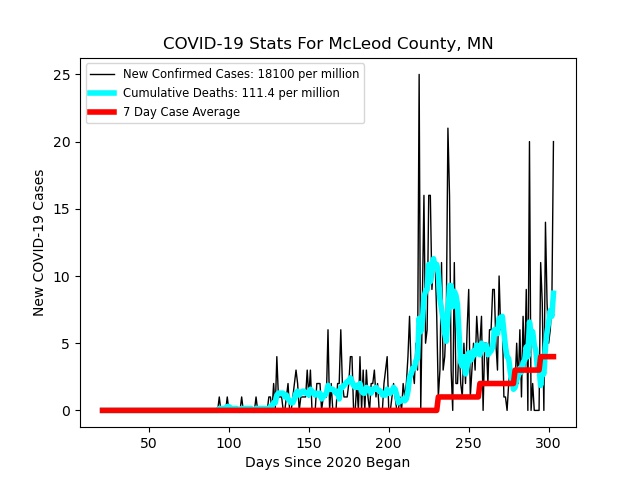 COVID-19 Stats For McLeod County, MN
New Confirmed Cases: 18100 per million
Cumulative Deaths: 111.4 per million
7 Day Case Average
New COVID-19 Cases
25
20
15
10
5
0
50 100 150 200 250 300
Days Since 2020 Began